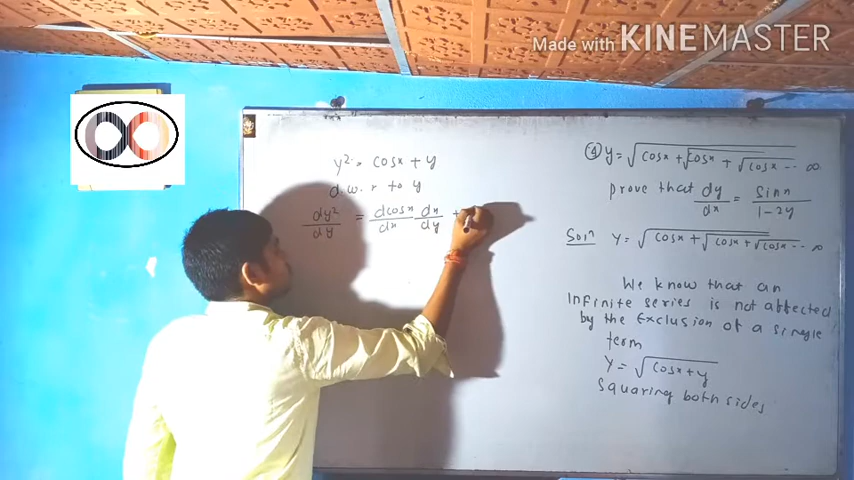 Made with KINEMASTER
y² = cosx + y
d. w. r to y
dy²/dy = dcosx/dx dx/dy +
④ y = √cosx + √cosx + √cosx --- ∞
prove that dy/dx = sinx/1-2y
Soln y = √cosx + √cosx + √cosx --- ∞
We know that an
Infinite series is not affected
by the Exclusion of a single
term
y = √cosx + y
Squaring both sides